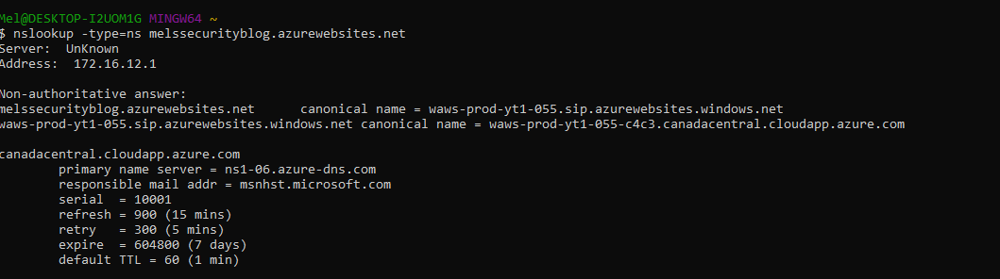 Mel@DESKTOP-I2UOM1G MINGW64 ~
$ nslookup -type=ns melssecurityblog.azurewebsites.net
Server:  UnKnown
Address:  172.16.12.1

Non-authoritative answer:
melssecurityblog.azurewebsites.net      canonical name = waws-prod-yt1-055.sip.azurewebsites.windows.net
waws-prod-yt1-055.sip.azurewebsites.windows.net canonical name = waws-prod-yt1-055-c4c3.canadacentral.cloudapp.azure.com

canadacentral.cloudapp.azure.com
        primary name server = ns1-06.azure-dns.com
        responsible mail addr = msnhst.microsoft.com
        serial  = 10001
        refresh = 900 (15 mins)
        retry   = 300 (5 mins)
        expire  = 604800 (7 days)
        default TTL = 60 (1 min)